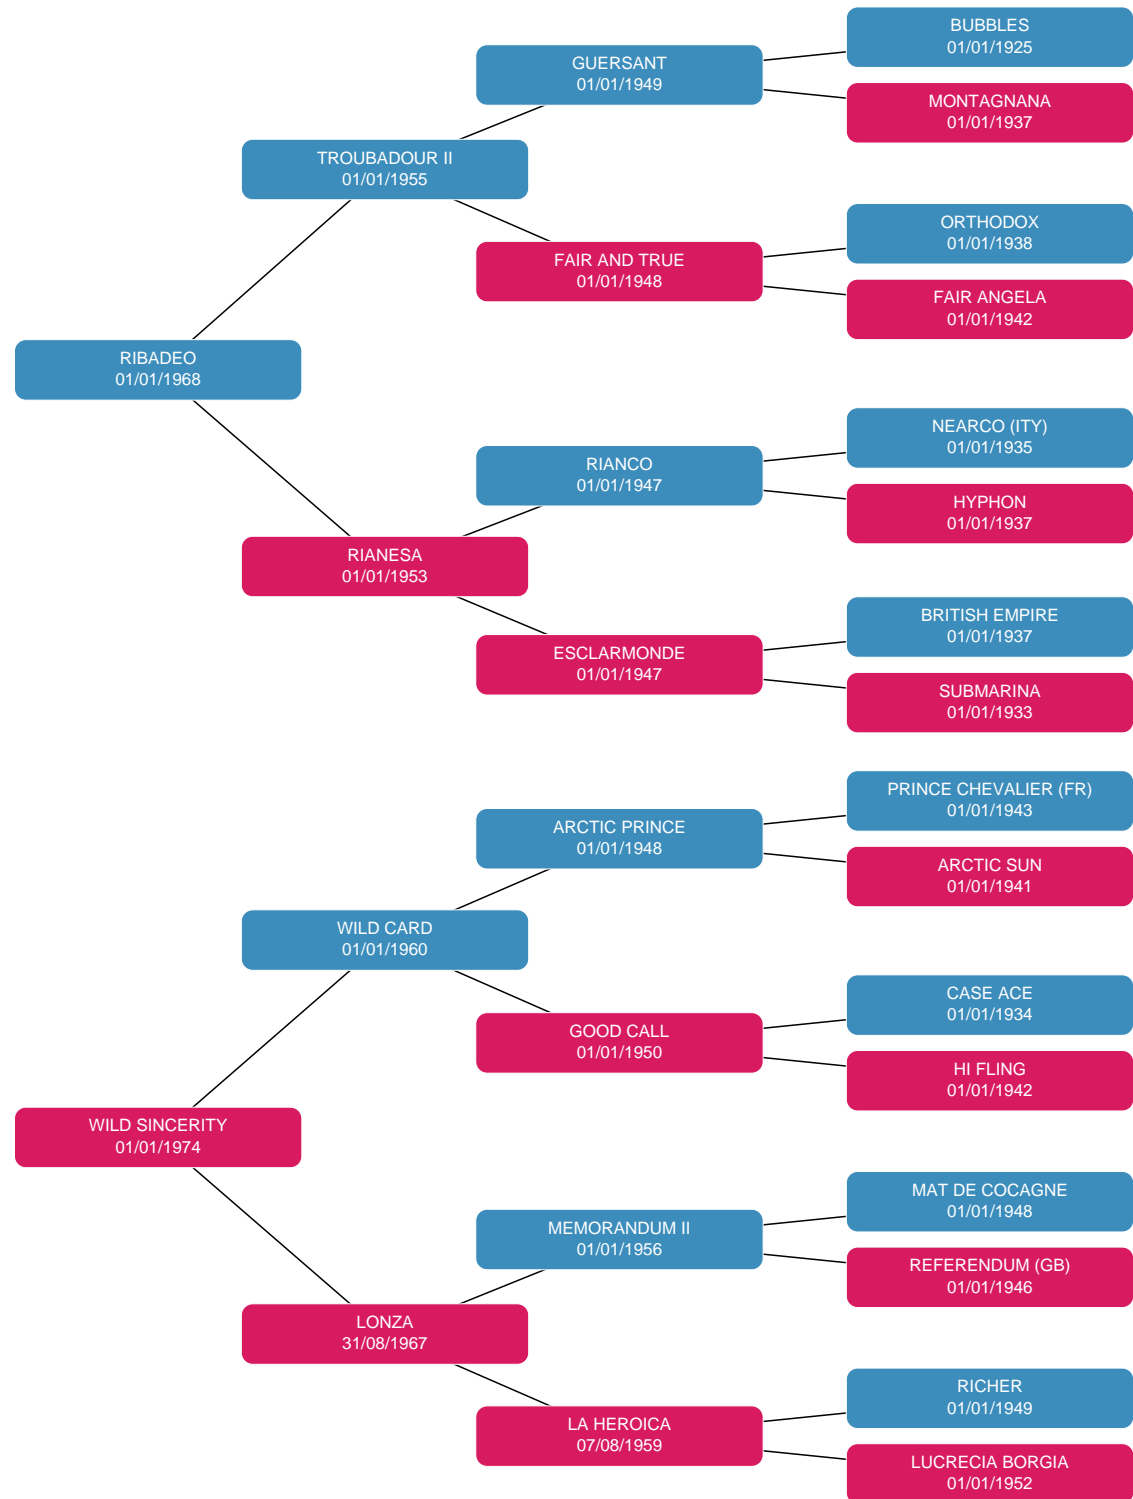 BUBBLES
01/01/1925
GUERSANT
01/01/1949
MONTAGNANA
01/01/1937
TROUBADOUR II
01/01/1955
ORTHODOX
01/01/1938
FAIR AND TRUE
01/01/1948
FAIR ANGELA
01/01/1942
RIBADEO
01/01/1968
NEARCO (ITY)
01/01/1935
RIANCO
01/01/1947
HYPHON
01/01/1937
RIANESA
01/01/1953
BRITISH EMPIRE
01/01/1937
ESCLARMONDE
01/01/1947
SUBMARINA
01/01/1933
PRINCE CHEVALIER (FR)
01/01/1943
ARCTIC PRINCE
01/01/1948
ARCTIC SUN
01/01/1941
WILD CARD
01/01/1960
CASE ACE
01/01/1934
GOOD CALL
01/01/1950
HI FLING
01/01/1942
WILD SINCERITY
01/01/1974
MAT DE COCAGNE
01/01/1948
MEMORANDUM II
01/01/1956
REFERENDUM (GB)
01/01/1946
LONZA
31/08/1967
RICHER
01/01/1949
LA HEROICA
07/08/1959
LUCRECIA BORGIA
01/01/1952